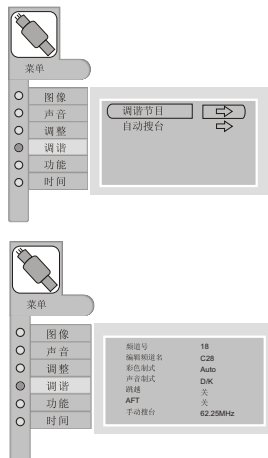 菜单
图像
声音
调整
调谐
功能
时间
调谐节目
自动搜台
菜单
图像
声音
调整
调谐
功能
时间
频道号 18
编辑频道名 C28
彩色制式 Auto
声音制式 D/K
跳越 关
AFT 关
手动搜台 62.25MHz